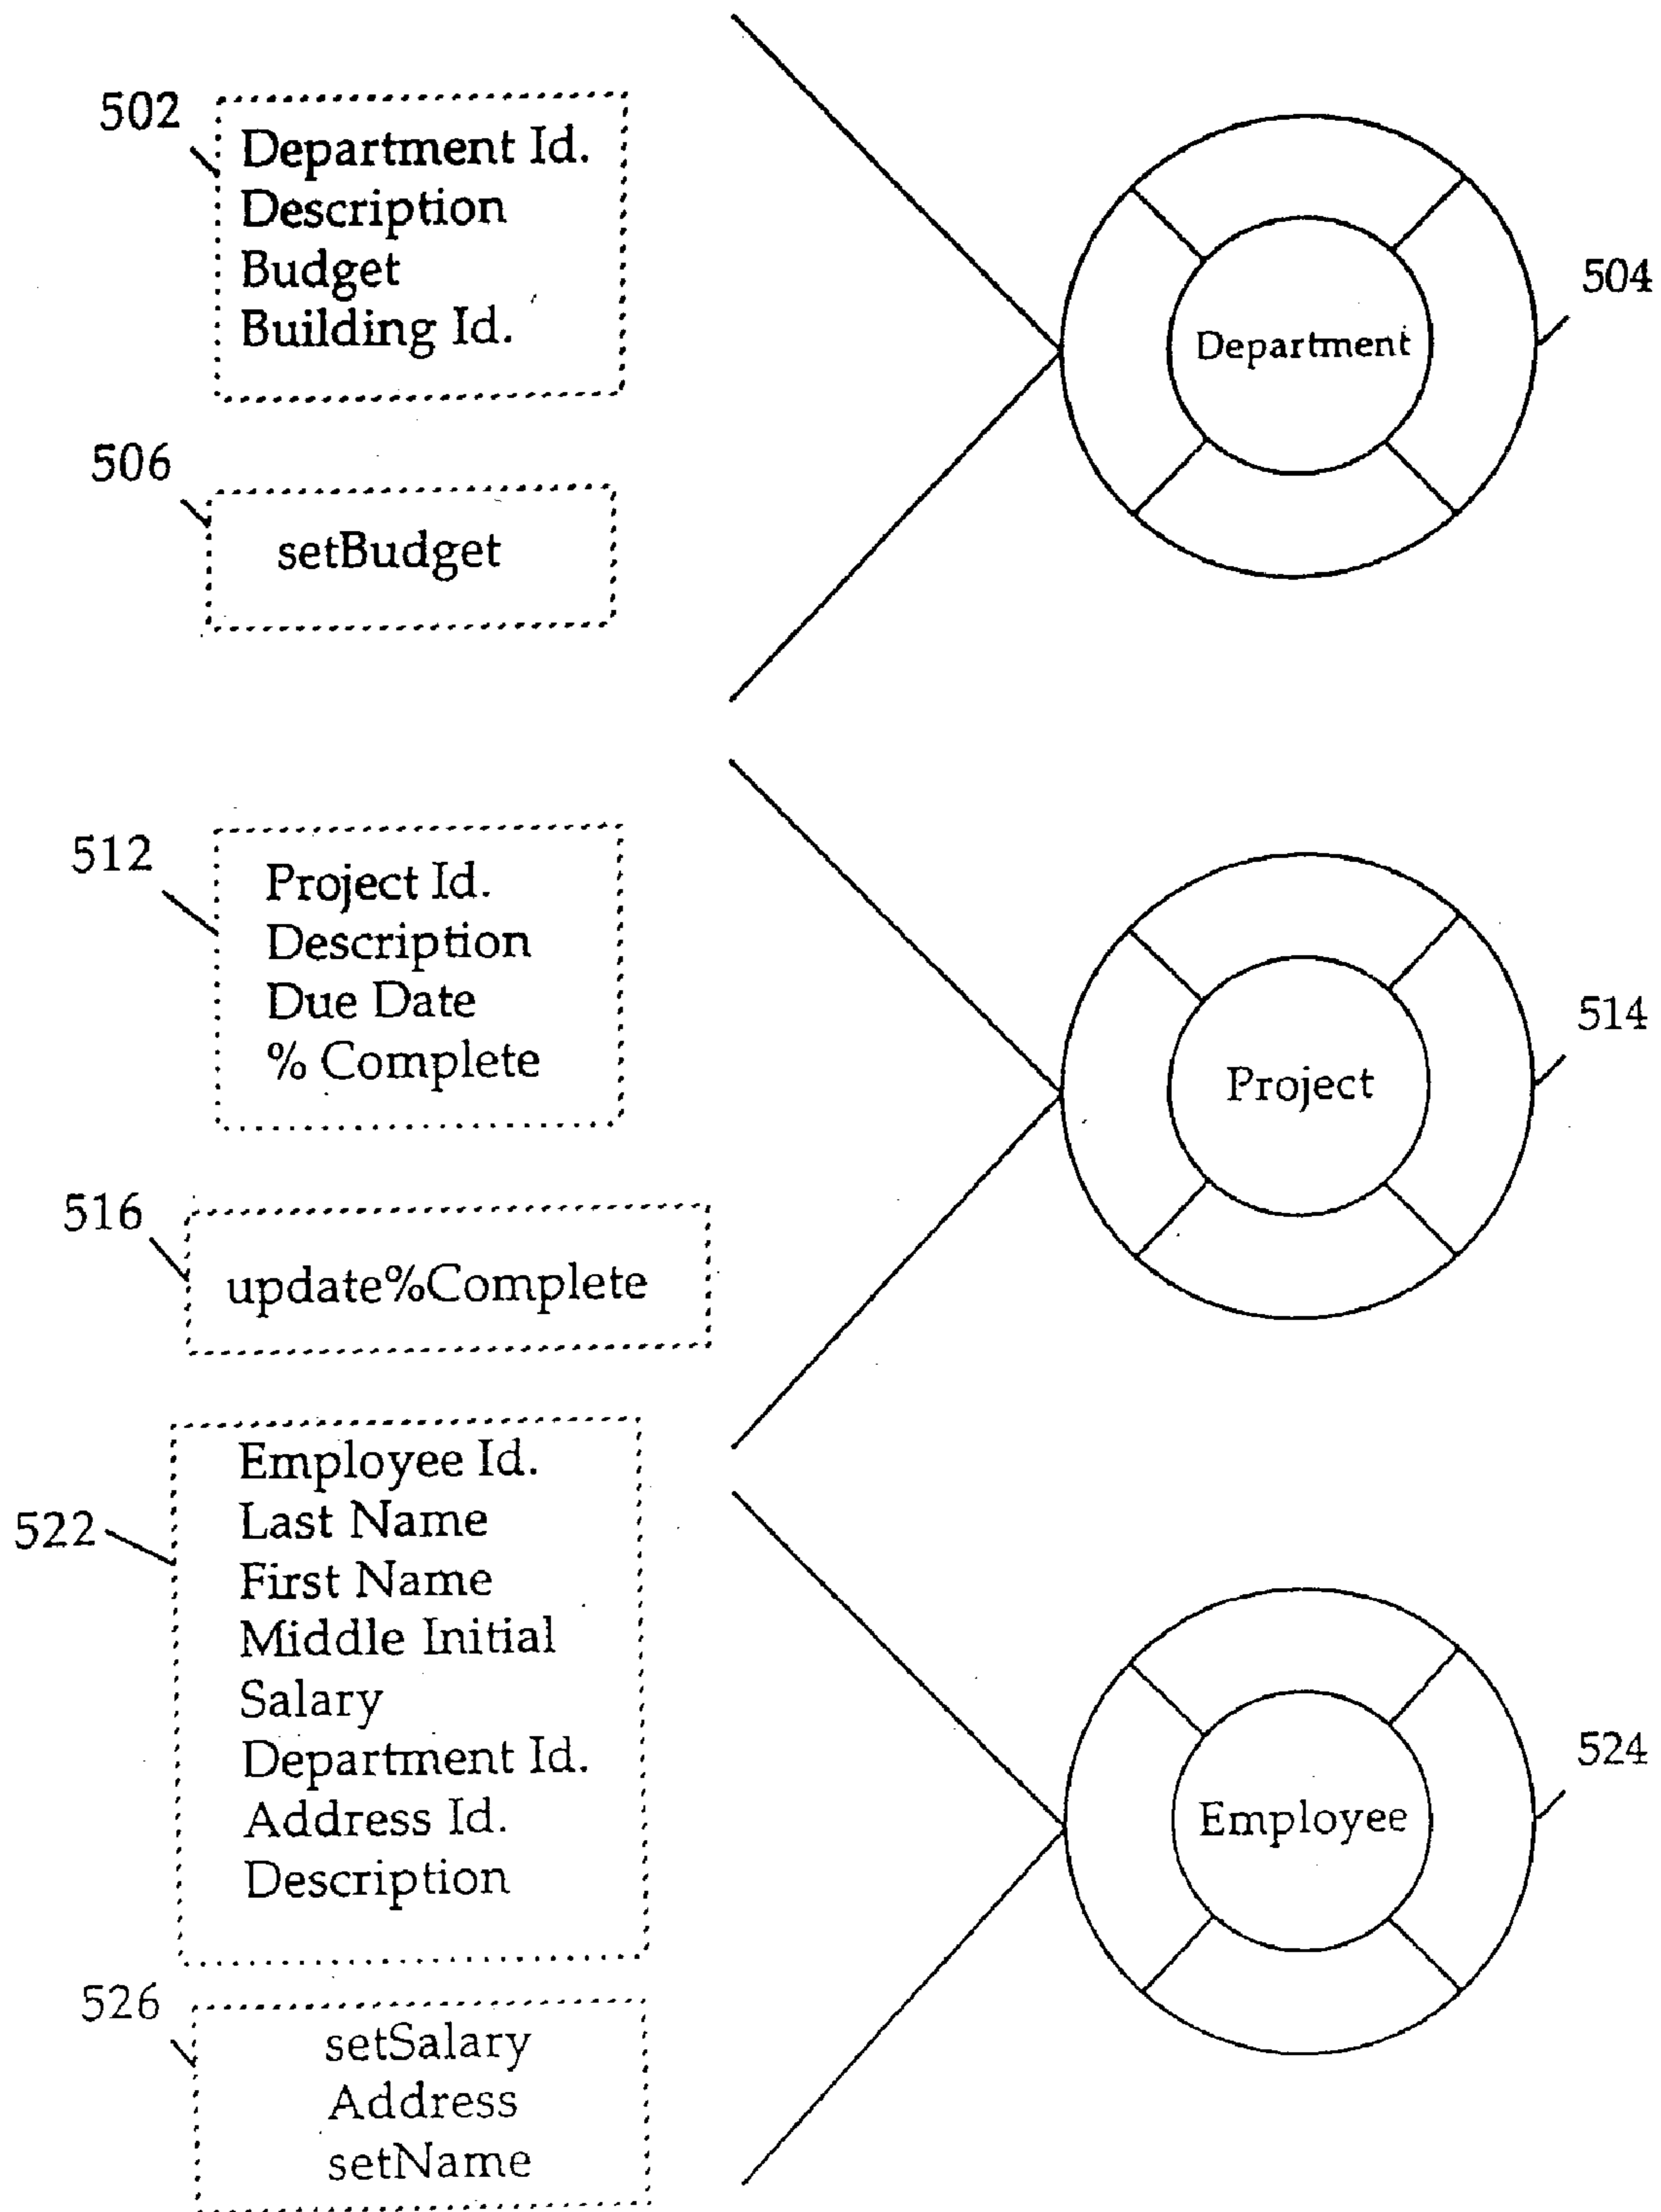 502
Department Id.
Description
Budget
Building Id.
504
Department
506
setBudget
512
Project Id.
Description
Due Date
% Complete
514
Project
516
update%Complete
522
Employee Id.
Last Name
First Name
Middle Initial
Salary
Department Id.
Address Id.
Description
524
Employee
526
setSalary
Address
setName